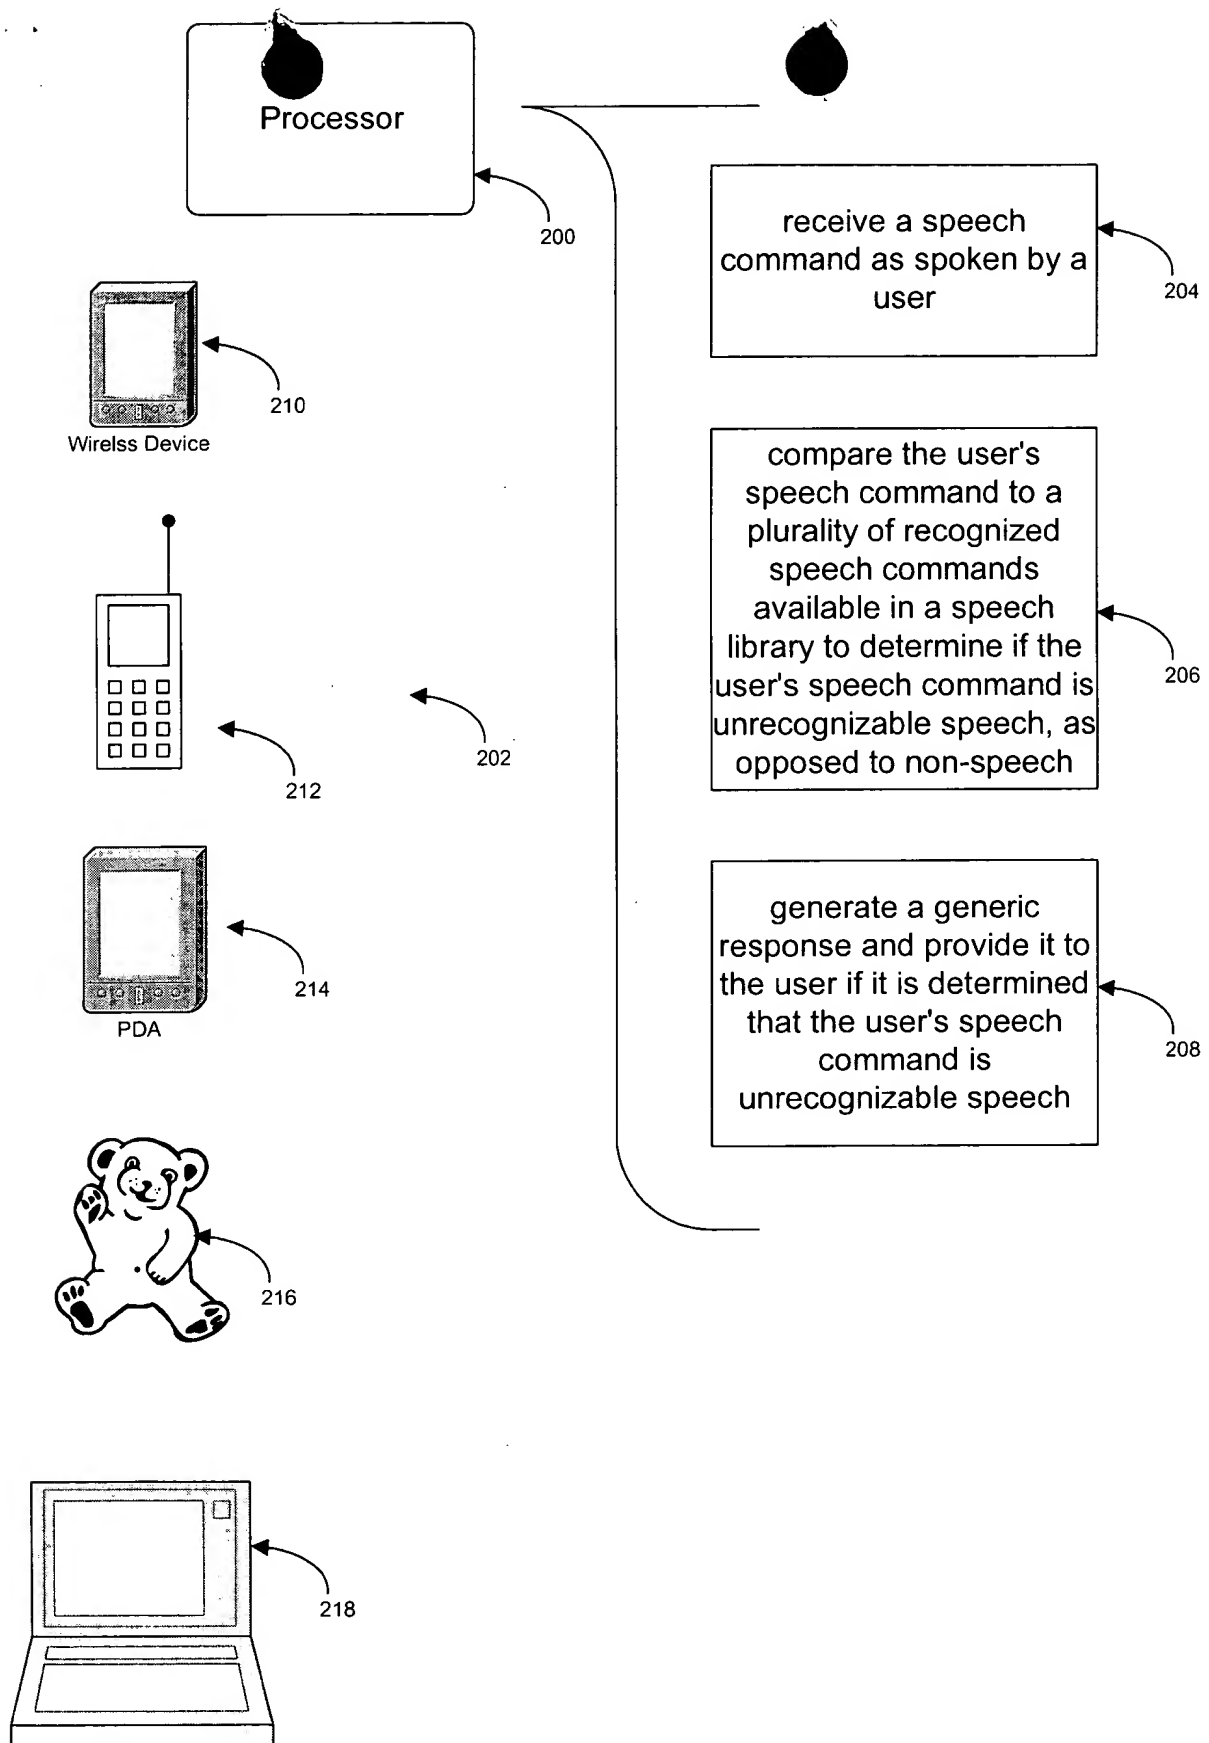 Processor
200
210
Wirelss Device
202
212
214
PDA
216
218
receive a speech
command as spoken by a
user
204
compare the user's
speech command to a
plurality of recognized
speech commands
available in a speech
library to determine if the
user's speech command is
unrecognizable speech, as
opposed to non-speech
206
generate a generic
response and provide it to
the user if it is determined
that the user's speech
command is
unrecognizable speech
208